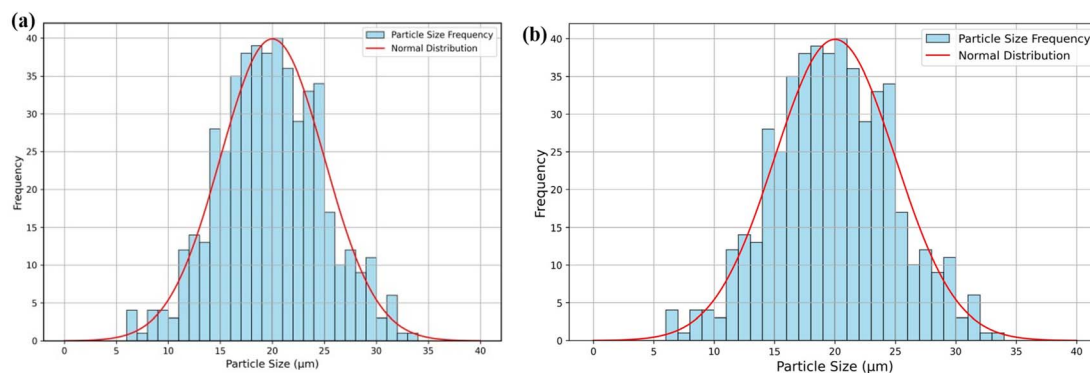 (a)
Particle Size Frequency
Normal Distribution
40
35
30
25
20
15
10
5
0
Frequency
0 5 10 15 20 25 30 35 40
Particle Size (µm)
(b)
Particle Size Frequency
Normal Distribution
40
35
30
25
20
15
10
5
0
Frequency
0 5 10 15 20 25 30 35 40
Particle Size (µm)